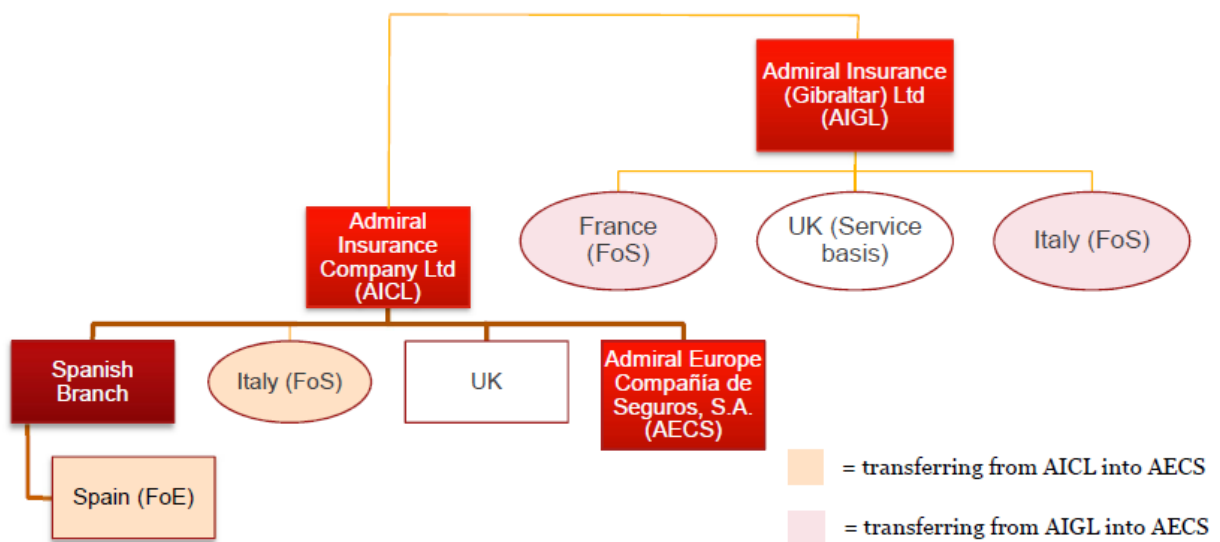 Admiral Insurance
(Gibraltar) Ltd
(AIGL)
France
(FoS)
UK (Service
basis)
Italy (FoS)
Admiral
Insurance
Company Ltd
(AICL)
Spanish
Branch
Italy (FoS)
UK
Admiral Europe
Compañía de
Seguros, S.A.
(AECS)
Spain (FoE)
= transferring from AICL into AECS
= transferring from AIGL into AECS